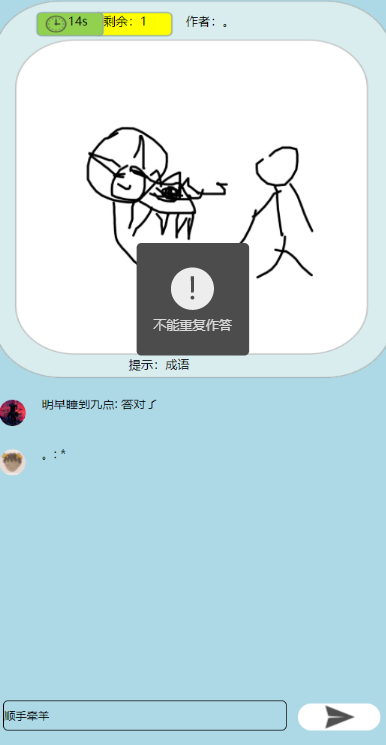 14s 剩余：1 作者：。
不能重复作答
提示：成语
明早睡到九点: 答对了
。: *
顺手牵羊